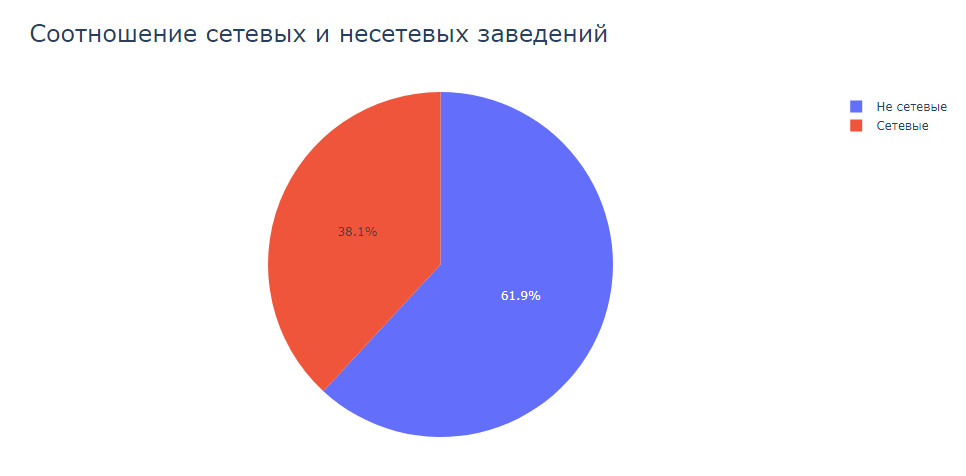 Соотношение сетевых и несетевых заведений
Не сетевые
Сетевые
38.1%
61.9%